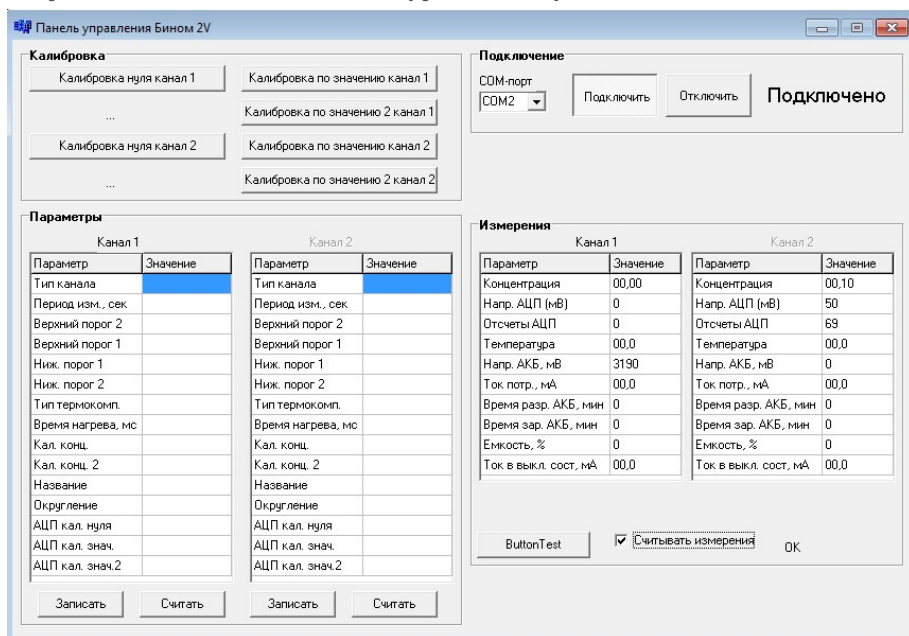 Панель управления Бином 2V
Калибровка
Калибровка нуля канал 1 Калибровка по значению канал 1
... Калибровка по значению 2 канал 1
Калибровка нуля канал 2 Калибровка по значению канал 2
... Калибровка по значению 2 канал 2
Подключение
COM-порт
COM2 Подключить Отключить Подключено
Параметры
Канал 1 Канал 2
Параметр Значение Параметр Значение
Тип канала Тип канала
Период изм., сек Период изм., сек
Верхний порог 2 Верхний порог 2
Верхний порог 1 Верхний порог 1
Ниж. порог 1 Ниж. порог 1
Ниж. порог 2 Ниж. порог 2
Тип термокомп. Тип термокомп.
Время нагрева, мс Время нагрева, мс
Кал. конц. Кал. конц.
Кал. конц. 2 Кал. конц. 2
Название Название
Округление Округление
АЦП кал. нуля АЦП кал. нуля
АЦП кал. знач. АЦП кал. знач.
АЦП кал. знач.2 АЦП кал. знач.2
Записать Считать Записать Считать
Измерения
Канал 1 Канал 2
Параметр Значение Параметр Значение
Концентрация 00,00 Концентрация 00,10
Напр. АЦП (мВ) 0 Напр. АЦП (мВ) 50
Отсчеты АЦП 0 Отсчеты АЦП 69
Температура 00,0 Температура 00,0
Напр. АКБ, мВ 3190 Напр. АКБ, мВ 0
Ток потр., мА 00,0 Ток потр., мА 00,0
Время разр. АКБ, мин 0 Время разр. АКБ, мин 0
Время зар. АКБ, мин 0 Время зар. АКБ, мин 0
Емкость, % 0 Емкость, % 0
Ток в выкл. сост, мА 00,0 Ток в выкл. сост, мА 00,0
ButtonTest Считывать измерения OK